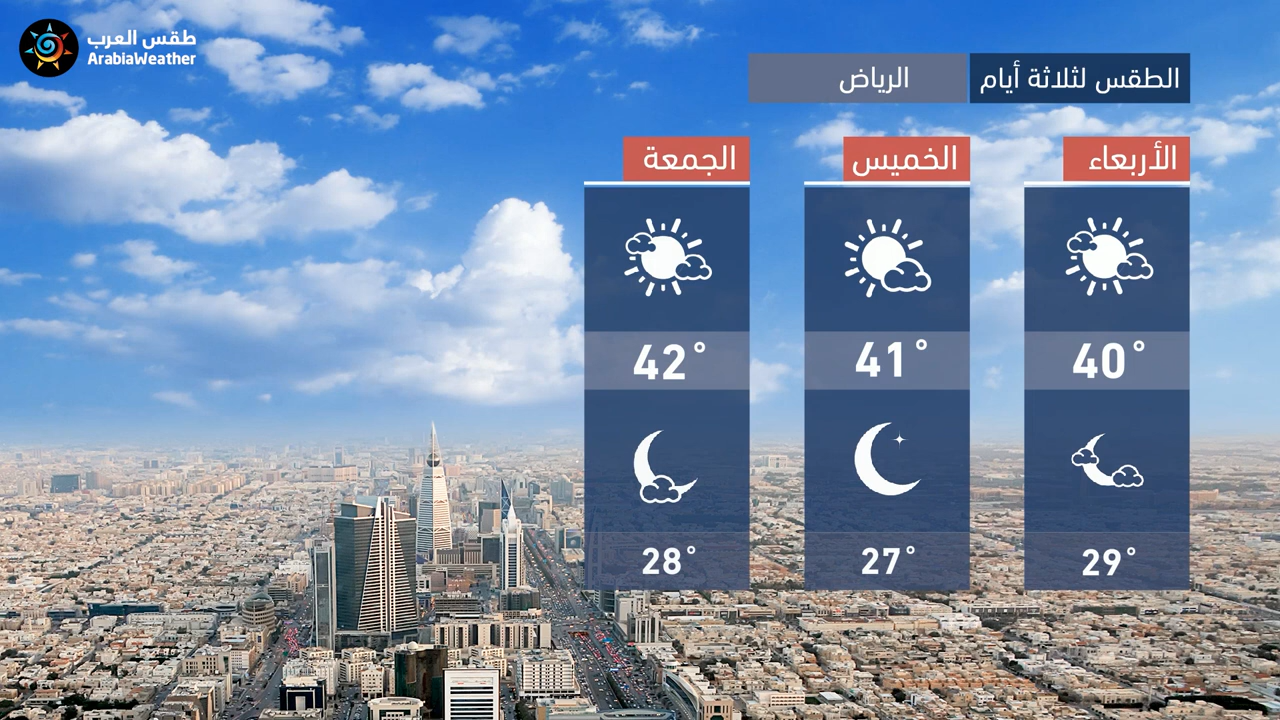 طقس العرب
ArabiaWeather
الطقس لثلاثة أيام
الرياض
الأربعاء
الخميس
الجمعة
40°
41°
42°
29°
27°
28°